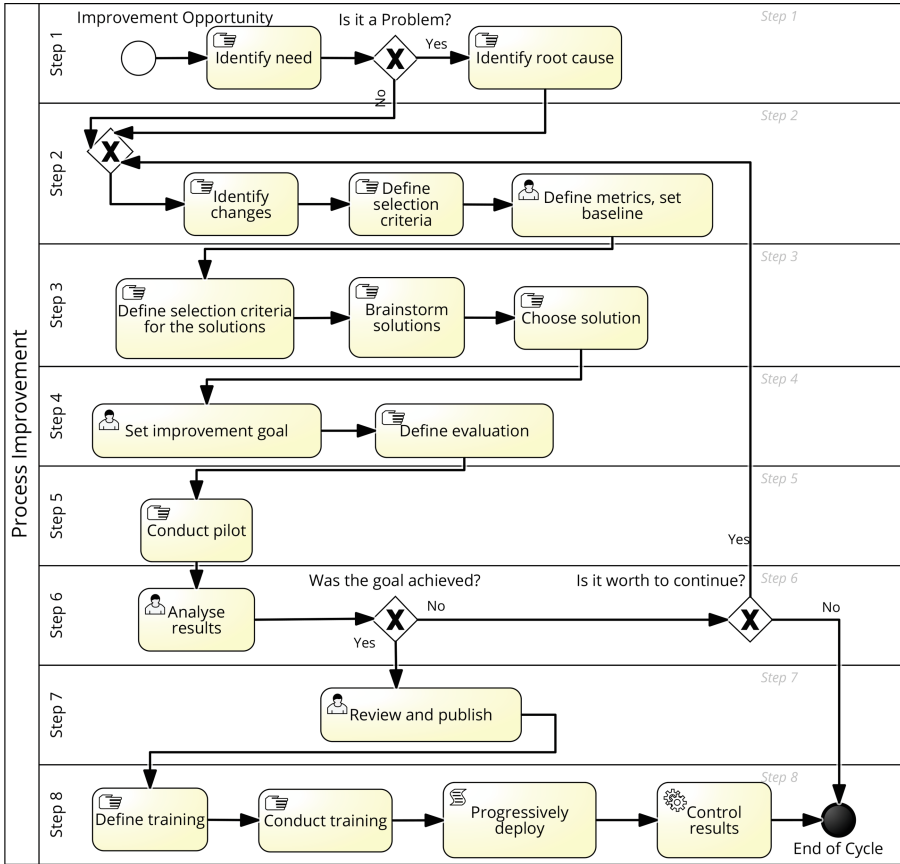 Process Improvement
Step 1
Step 1
Improvement Opportunity
Identify need
Is it a Problem?
Yes
No
Identify root cause
Step 2
Step 2
Identify
changes
Define
selection
criteria
Define metrics, set
baseline
Step 3
Step 3
Define selection criteria
for the solutions
Brainstorm
solutions
Choose solution
Step 4
Step 4
Set improvement goal
Define evaluation
Step 5
Step 5
Conduct pilot
Yes
Step 6
Step 6
Analyse
results
Was the goal achieved?
No
Yes
Is it worth to continue?
No
Step 7
Step 7
Review and publish
Step 8
Step 8
Define training
Conduct training
Progressively
deploy
Control
results
End of Cycle